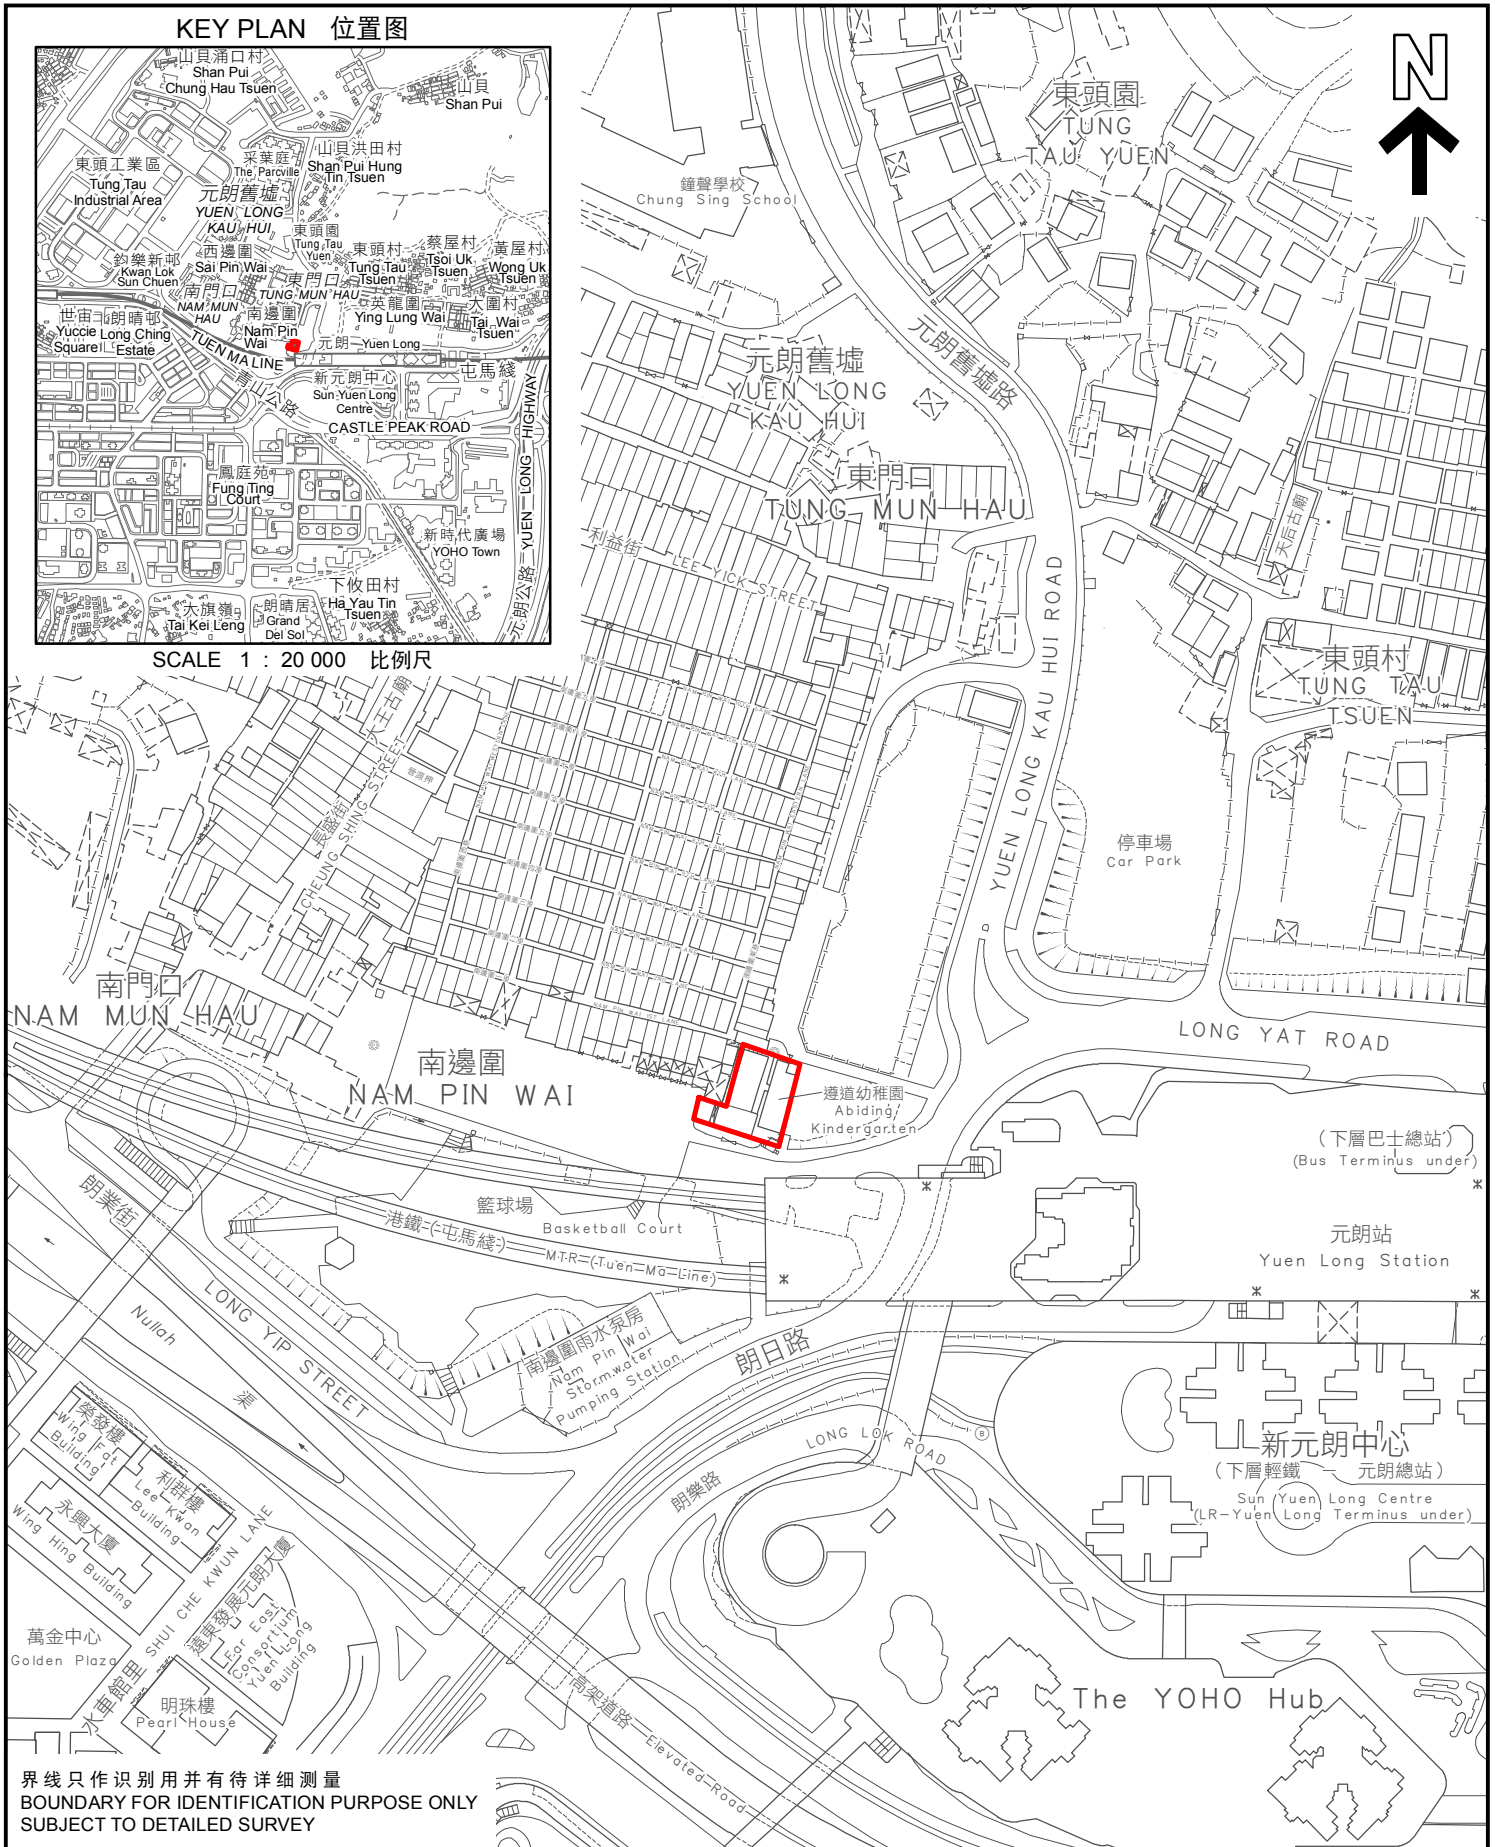 KEY PLAN 位置图
山貝涌口村
Shan Pui
Chung Hau Tsuen
山貝
Shan Pui
東頭工業區
Tung Tau
Industrial Area
采葉庭
The Parcville
山貝洪田村
Shan Pui Hung
Tin Tsuen
元朗舊墟
YUEN LONG
KAU HUI
東頭園
Tung Tau
Yuen
西邊圍
Sai Pin Wai
東頭村
Tung Tau
Tsuen
蔡屋村
Tsoi Uk
Tsuen
黃屋村
Wong Uk
Tsuen
鈞樂新邨
Kwan Lok
Sun Chuen
南門口
NAM MUN
HAU
東門口
TUNG MUN HAU
南邊圍
Nam Pin
Wai
英龍圍
Ying Lung Wai
大圍村
Tai Wai
Tsuen
世宙
Yuccie
Square
朗晴邨
Long Ching
Estate
TUEN MA LINE
元朗 Yuen Long
屯馬綫
青山公路
新元朗中心
Sun Yuen Long
Centre
CASTLE PEAK ROAD
鳳庭苑
Fung Ting
Court
新時代廣場
YOHO Town
元朗公路 YUEN LONG HIGHWAY
下攸田村
Ha Yau Tin
Tsuen
大旗嶺
Tai Kei Leng
朗晴居
Grand
Del Sol
SCALE 1 : 20 000 比例尺
N
東頭園
TUNG
TAU YUEN
鐘聲學校
Chung Sing School
元朗舊墟路
元朗舊墟
YUEN LONG
KAU HUI
東門口
TUNG MUN HAU
利益街
LEE YICK STREET
天后古廟
YUEN LONG KAU HUI ROAD
東頭村
TUNG TAU
TSUEN
大王古廟
晉源押
長盛街
CHEUNG SHING STREET
NAM PIN WAI 1ST LANE
停車場
Car Park
南門口
NAM MUN HAU
南邊圍
NAM PIN WAI
LONG YAT ROAD
遵道幼稚園
Abiding
Kindergarten
(下層巴士總站)
(Bus Terminus under)
元朗站
Yuen Long Station
朗業街
LONG YIP STREET
籃球場
Basketball Court
港鐵(屯馬綫)
MTR (Tuen Ma Line)
Nullah
渠
南邊圍雨水泵房
Nam Pin Wai
Stormwater
Pumping Station
朗日路
LONG LOK ROAD
朗樂路
新元朗中心
(下層輕鐵 — 元朗總站)
Sun Yuen Long Centre
(LR-Yuen Long Terminus under)
榮發樓
Wing Fat
Building
利群樓
Lee Kwan
Building
永興大廈
Wing Hing Building
SHUI CHE KWUN LANE
水車館里
遠東發展元朗大廈
Far East
Consortium
Yuen Long
Building
萬金中心
Golden Plaza
明珠樓
Pearl House
高架道路
Elevated Road
The YOHO Hub
界线只作识别用并有待详细测量
BOUNDARY FOR IDENTIFICATION PURPOSE ONLY
SUBJECT TO DETAILED SURVEY